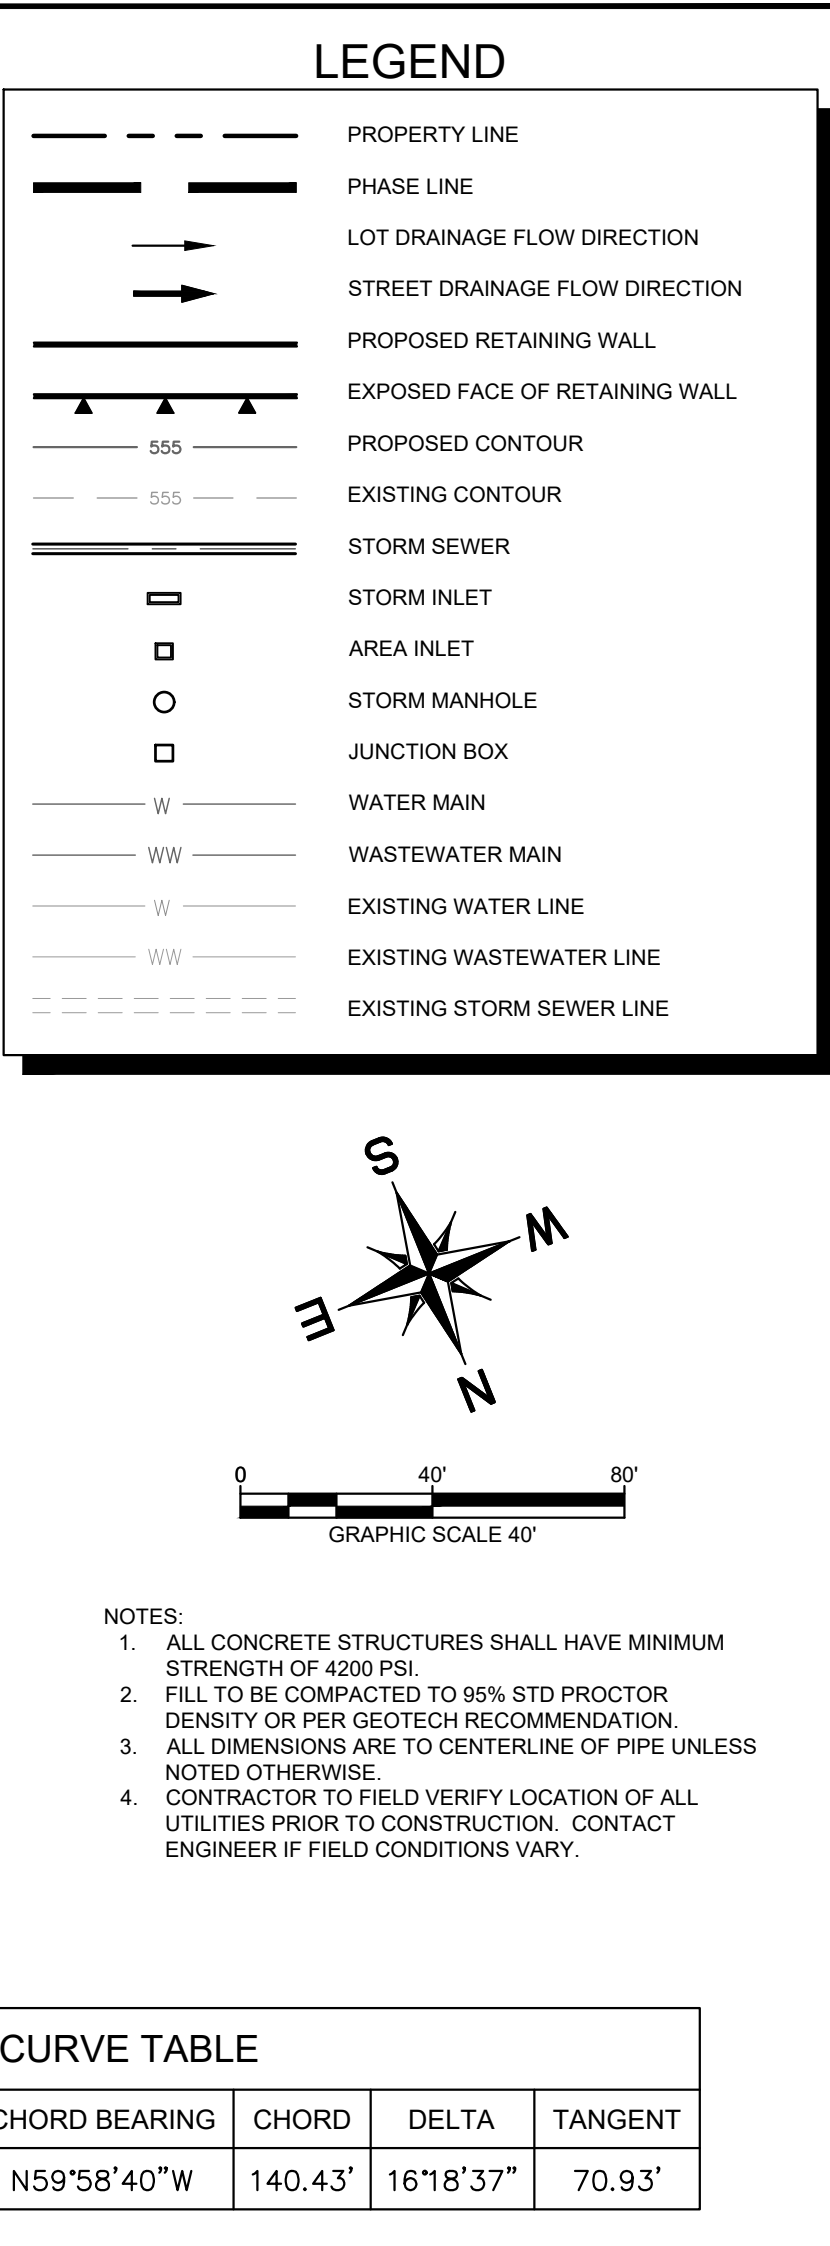 LEGEND
PROPERTY LINE
PHASE LINE
LOT DRAINAGE FLOW DIRECTION
STREET DRAINAGE FLOW DIRECTION
PROPOSED RETAINING WALL
EXPOSED FACE OF RETAINING WALL
555 PROPOSED CONTOUR
555 EXISTING CONTOUR
STORM SEWER
STORM INLET
AREA INLET
STORM MANHOLE
JUNCTION BOX
W WATER MAIN
WW WASTEWATER MAIN
W EXISTING WATER LINE
WW EXISTING WASTEWATER LINE
EXISTING STORM SEWER LINE
S
W
E
N
0 40' 80'
GRAPHIC SCALE 40'
NOTES:
1. ALL CONCRETE STRUCTURES SHALL HAVE MINIMUM
STRENGTH OF 4200 PSI.
2. FILL TO BE COMPACTED TO 95% STD PROCTOR
DENSITY OR PER GEOTECH RECOMMENDATION.
3. ALL DIMENSIONS ARE TO CENTERLINE OF PIPE UNLESS
NOTED OTHERWISE.
4. CONTRACTOR TO FIELD VERIFY LOCATION OF ALL
UTILITIES PRIOR TO CONSTRUCTION. CONTACT
ENGINEER IF FIELD CONDITIONS VARY.
CURVE TABLE
CHORD BEARING CHORD DELTA TANGENT
N59°58'40"W 140.43' 16°18'37" 70.93'